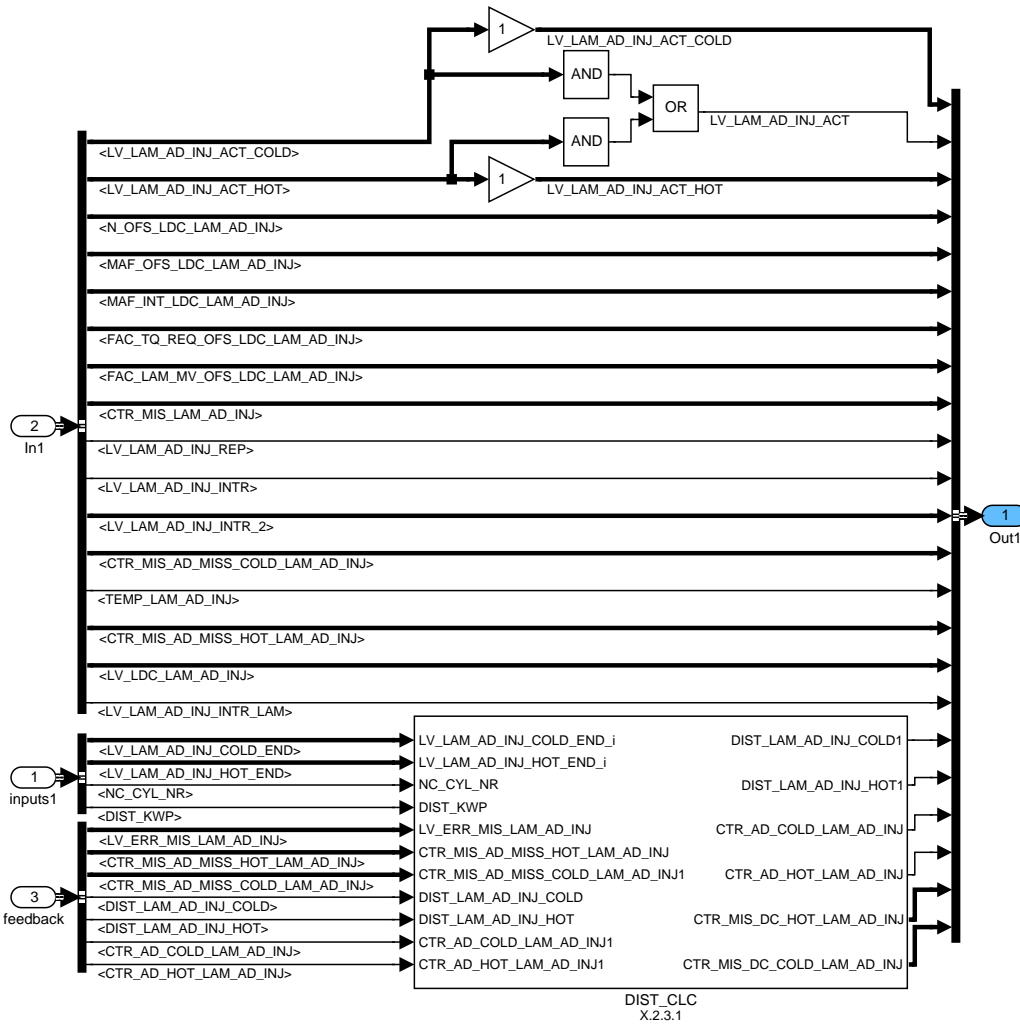 1
LV_LAM_AD_INJ_ACT_COLD
AND
OR
LV_LAM_AD_INJ_ACT
AND
<LV_LAM_AD_INJ_ACT_COLD>
1
<LV_LAM_AD_INJ_ACT_HOT>
LV_LAM_AD_INJ_ACT_HOT
<N_OFS_LDC_LAM_AD_INJ>
<MAF_OFS_LDC_LAM_AD_INJ>
<MAF_INT_LDC_LAM_AD_INJ>
<FAC_TQ_REQ_OFS_LDC_LAM_AD_INJ>
<FAC_LAM_MV_OFS_LDC_LAM_AD_INJ>
<CTR_MIS_LAM_AD_INJ>
2
In1
<LV_LAM_AD_INJ_REP>
<LV_LAM_AD_INJ_INTR>
<LV_LAM_AD_INJ_INTR_2>
1
Out1
<CTR_MIS_AD_MISS_COLD_LAM_AD_INJ>
<TEMP_LAM_AD_INJ>
<CTR_MIS_AD_MISS_HOT_LAM_AD_INJ>
<LV_LDC_LAM_AD_INJ>
<LV_LAM_AD_INJ_INTR_LAM>
1
inputs1
<LV_LAM_AD_INJ_COLD_END>
<LV_LAM_AD_INJ_HOT_END>
<NC_CYL_NR>
<DIST_KWP>
3
feedback
<LV_ERR_MIS_LAM_AD_INJ>
<CTR_MIS_AD_MISS_HOT_LAM_AD_INJ>
<CTR_MIS_AD_MISS_COLD_LAM_AD_INJ>
<DIST_LAM_AD_INJ_COLD>
<DIST_LAM_AD_INJ_HOT>
<CTR_AD_COLD_LAM_AD_INJ>
<CTR_AD_HOT_LAM_AD_INJ>
LV_LAM_AD_INJ_COLD_END_i
LV_LAM_AD_INJ_HOT_END_i
NC_CYL_NR
DIST_KWP
LV_ERR_MIS_LAM_AD_INJ
CTR_MIS_AD_MISS_HOT_LAM_AD_INJ
CTR_MIS_AD_MISS_COLD_LAM_AD_INJ1
DIST_LAM_AD_INJ_COLD
DIST_LAM_AD_INJ_HOT
CTR_AD_COLD_LAM_AD_INJ1
CTR_AD_HOT_LAM_AD_INJ1
DIST_LAM_AD_INJ_COLD1
DIST_LAM_AD_INJ_HOT1
CTR_AD_COLD_LAM_AD_INJ
CTR_AD_HOT_LAM_AD_INJ
CTR_MIS_DC_HOT_LAM_AD_INJ
CTR_MIS_DC_COLD_LAM_AD_INJ
DIST_CLC
X.2.3.1